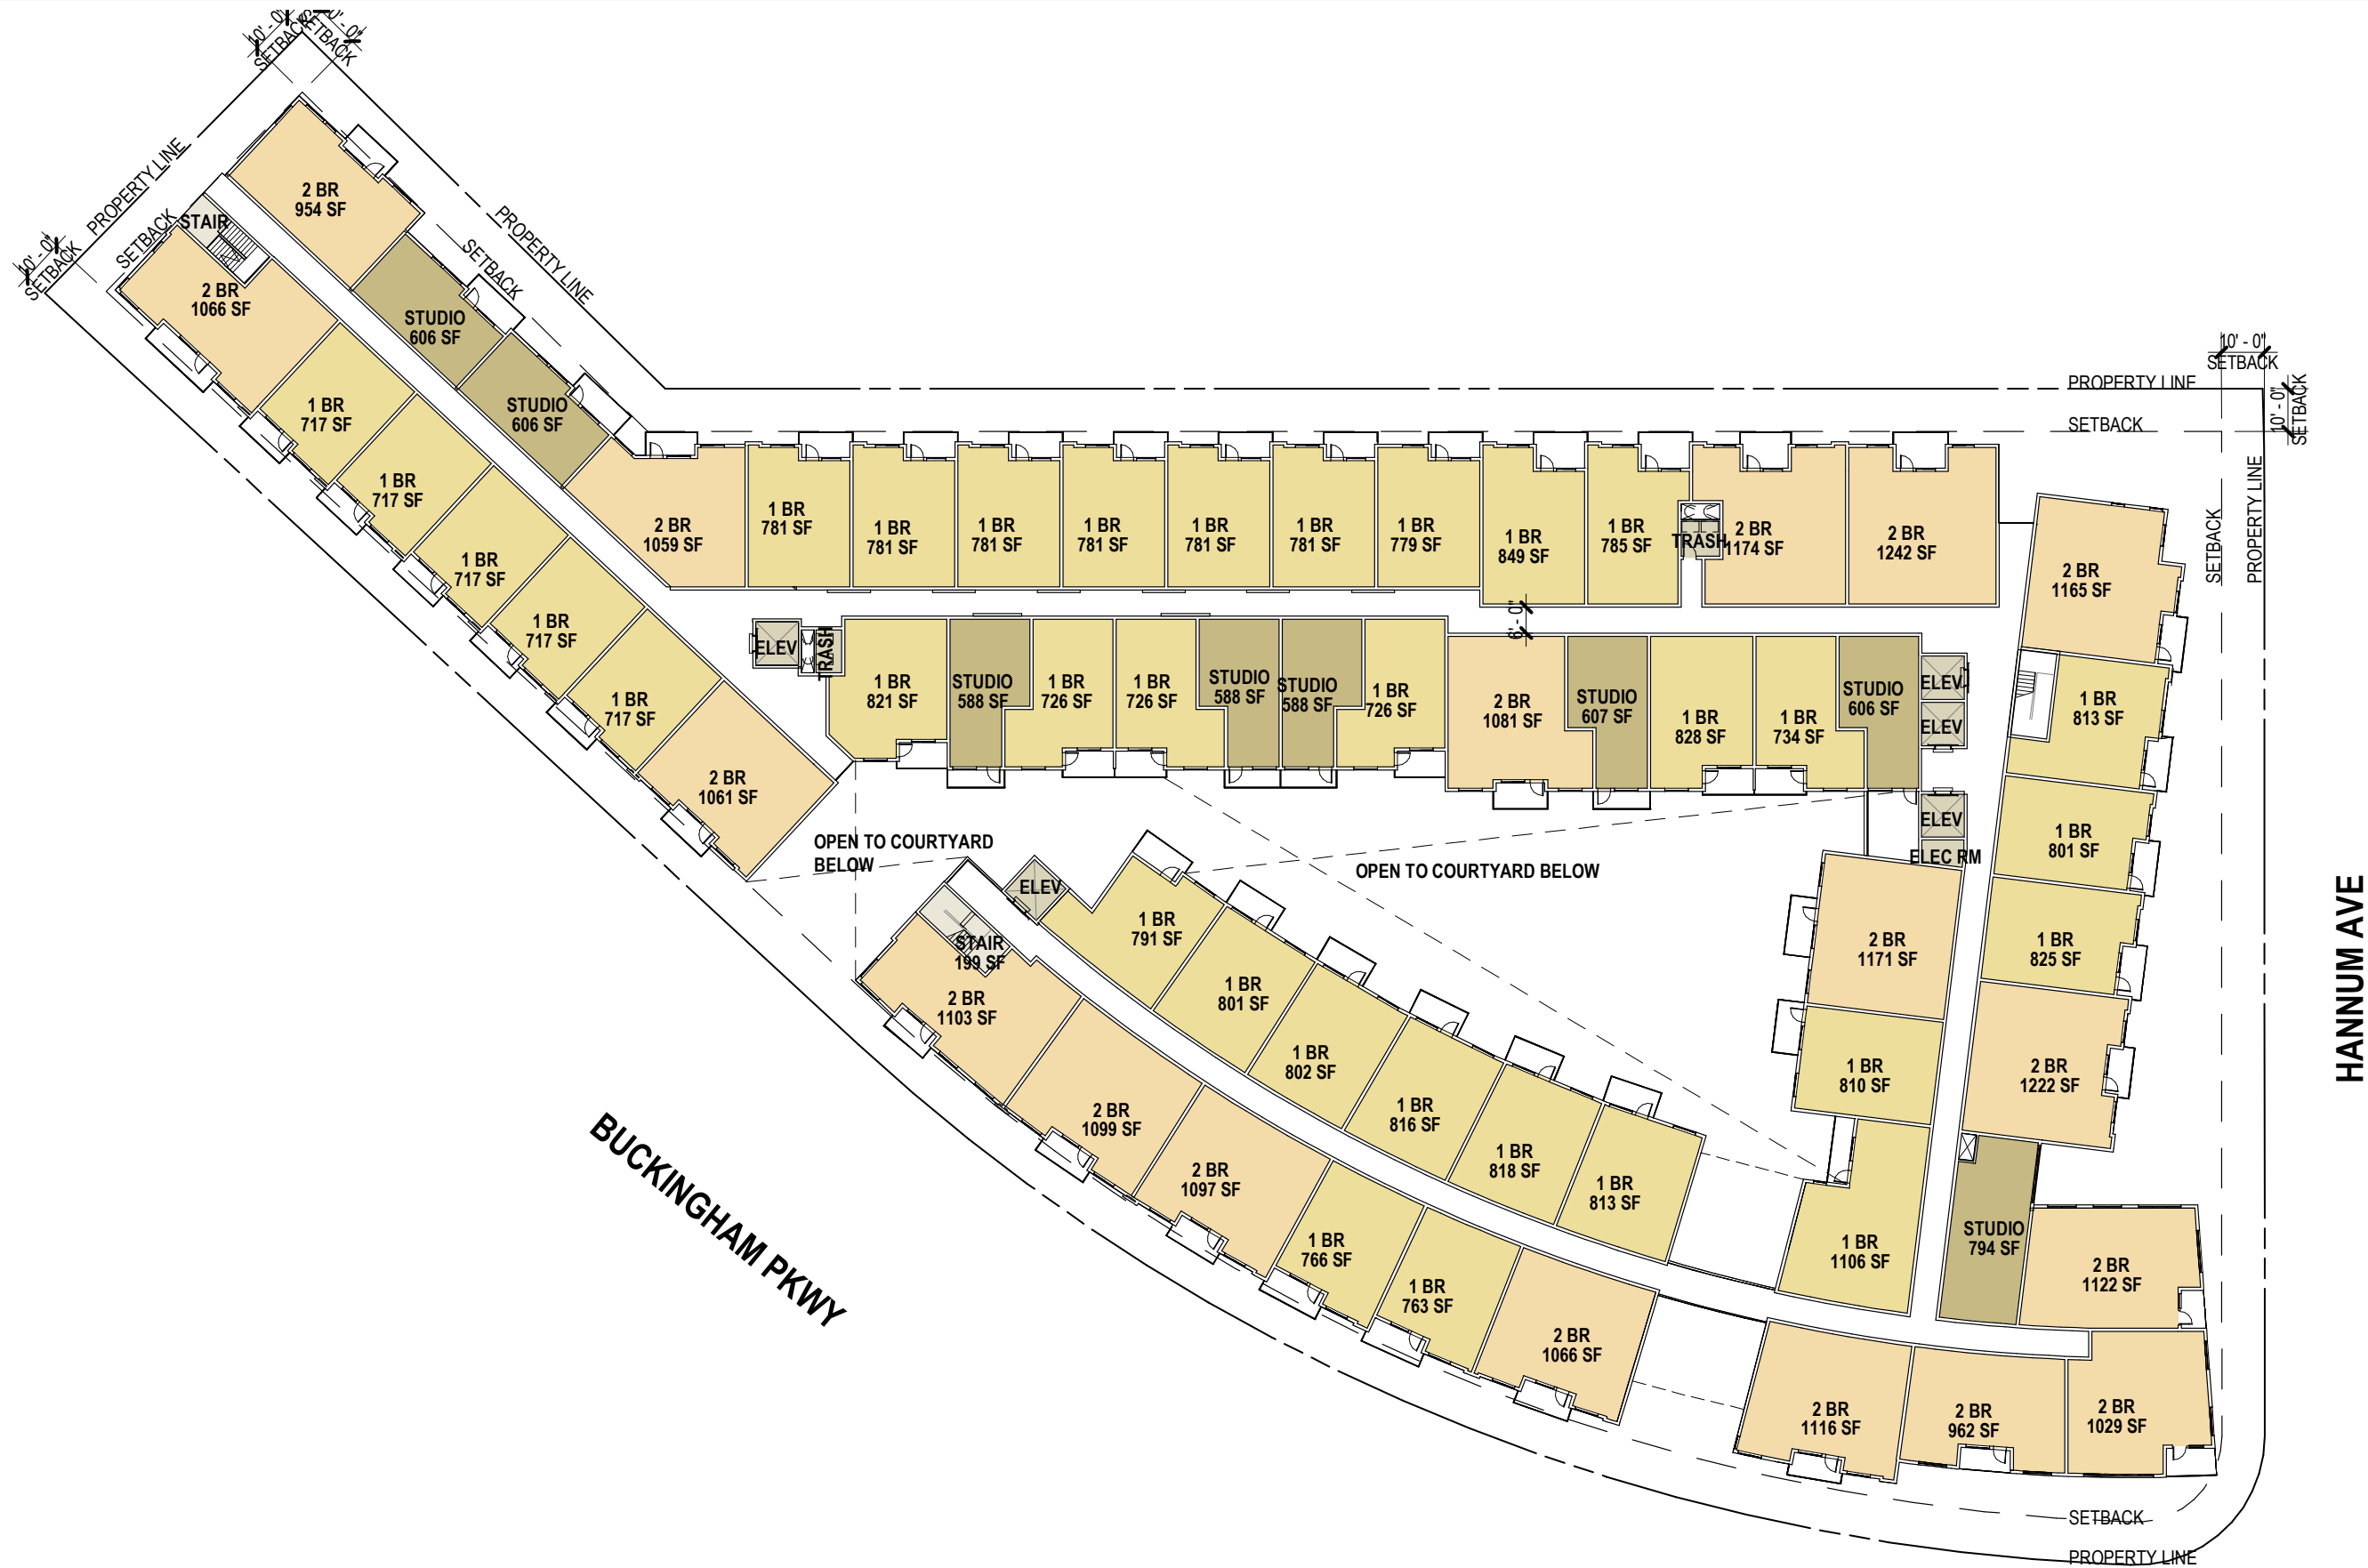 10' - 0"
SETBACK
0' - 0"
SETBACK
PROPERTY LINE
SETBACK
10' - 0"
SETBACK
PROPERTY LINE
SETBACK
2 BR
954 SF
STAIR
2 BR
1066 SF
STUDIO
606 SF
STUDIO
606 SF
1 BR
717 SF
1 BR
717 SF
1 BR
717 SF
1 BR
717 SF
1 BR
717 SF
2 BR
1061 SF
10' - 0"
SETBACK
PROPERTY LINE
10' - 0"
SETBACK
SETBACK
SETBACK
PROPERTY LINE
2 BR
1059 SF
1 BR
781 SF
1 BR
781 SF
1 BR
781 SF
1 BR
781 SF
1 BR
781 SF
1 BR
781 SF
1 BR
779 SF
1 BR
849 SF
1 BR
785 SF
TRASH
2 BR
1174 SF
2 BR
1242 SF
6' - 0"
ELEV
TRASH
1 BR
821 SF
STUDIO
588 SF
1 BR
726 SF
1 BR
726 SF
STUDIO
588 SF
STUDIO
588 SF
1 BR
726 SF
2 BR
1081 SF
STUDIO
607 SF
1 BR
828 SF
1 BR
734 SF
STUDIO
606 SF
ELEV
ELEV
ELEV
ELEC RM
2 BR
1165 SF
1 BR
813 SF
1 BR
801 SF
1 BR
825 SF
2 BR
1222 SF
OPEN TO COURTYARD
BELOW
OPEN TO COURTYARD BELOW
ELEV
STAIR
199 SF
1 BR
791 SF
1 BR
801 SF
1 BR
802 SF
1 BR
816 SF
1 BR
818 SF
1 BR
813 SF
2 BR
1103 SF
2 BR
1099 SF
2 BR
1097 SF
1 BR
766 SF
1 BR
763 SF
2 BR
1066 SF
2 BR
1171 SF
1 BR
810 SF
1 BR
1106 SF
STUDIO
794 SF
2 BR
1122 SF
2 BR
1116 SF
2 BR
962 SF
2 BR
1029 SF
HANNUM AVE
BUCKINGHAM PKWY
SETBACK
PROPERTY LINE